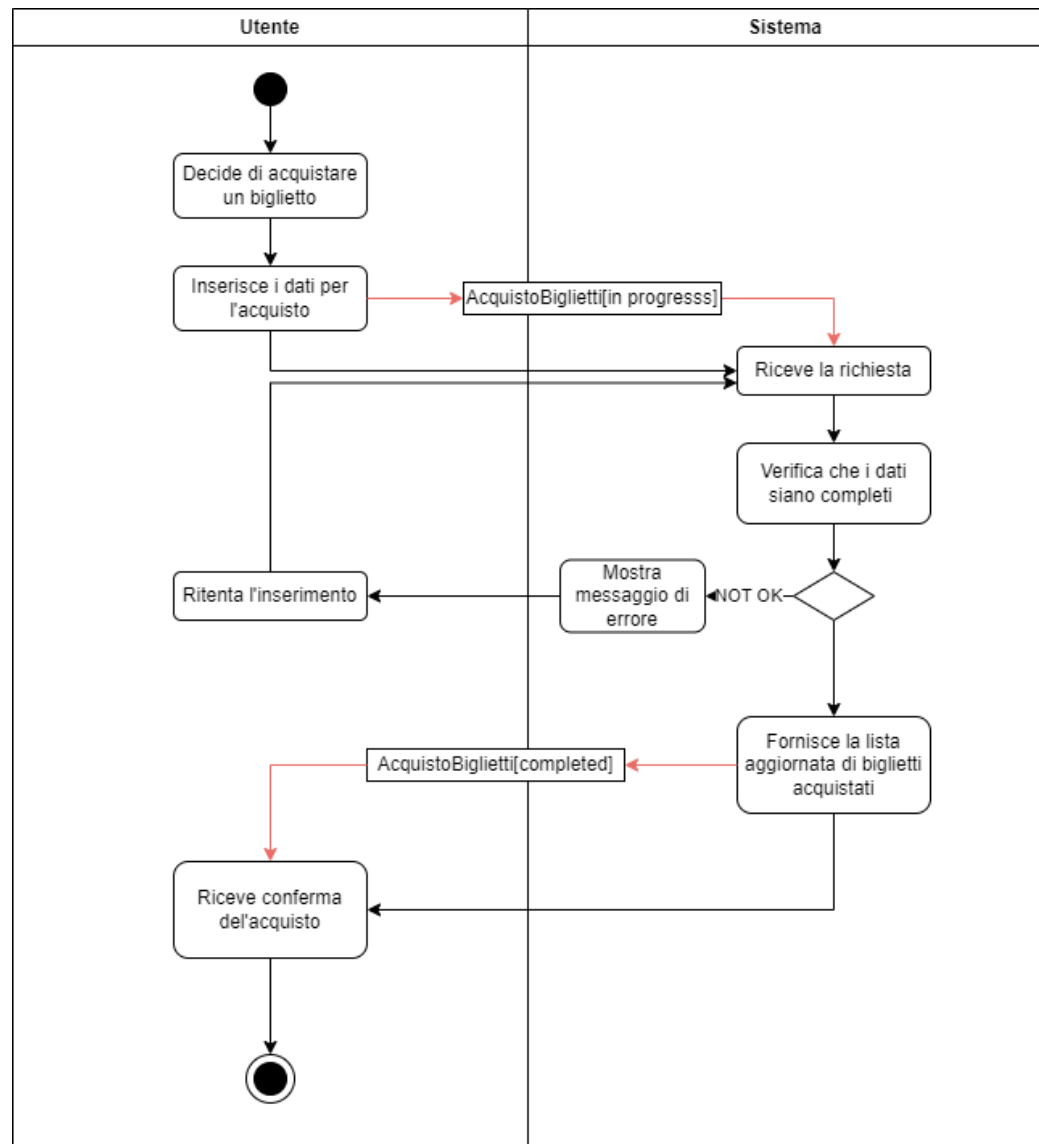 Utente
Sistema
Decide di acquistare
un biglietto
Inserisce i dati per
l'acquisto
AcquistoBiglietti[in progresss]
Riceve la richiesta
Verifica che i dati
siano completi
NOT OK
Mostra
messaggio di
errore
Ritenta l'inserimento
Fornisce la lista
aggiornata di biglietti
acquistati
AcquistoBiglietti[completed]
Riceve conferma
del'acquisto